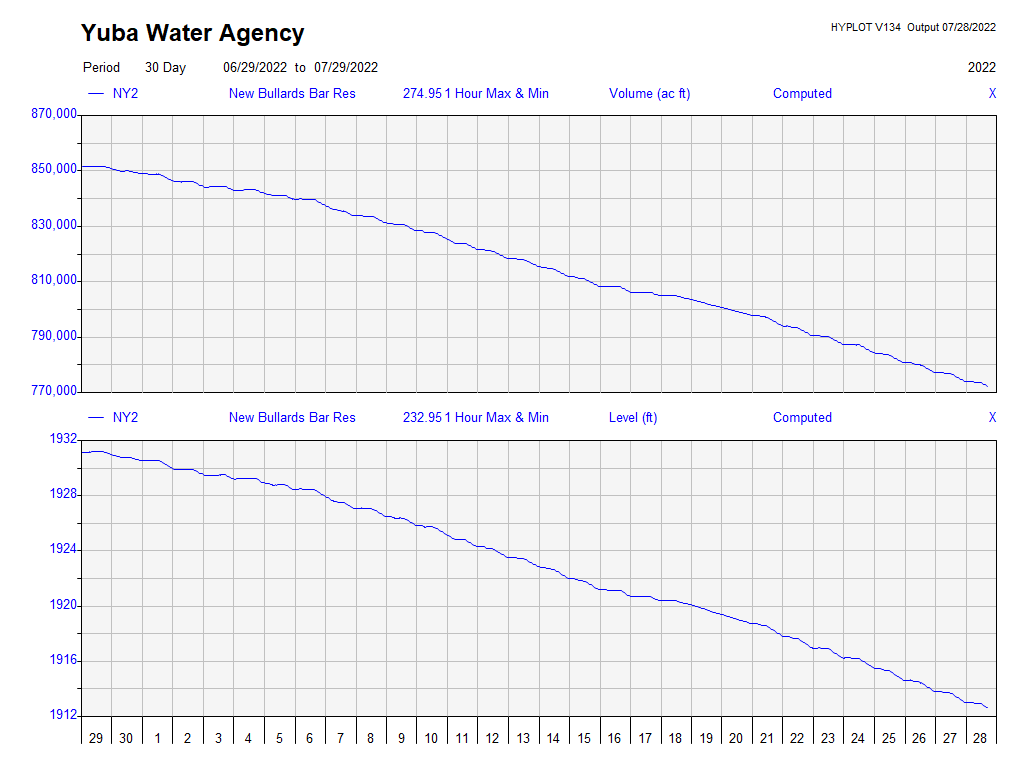 Yuba Water Agency
HYPLOT V134 Output 07/28/2022
Period 30 Day 06/29/2022 to 07/29/2022 2022
NY2 New Bullards Bar Res 274.95 1 Hour Max & Min Volume (ac ft) Computed X
870,000
850,000
830,000
810,000
790,000
770,000
NY2 New Bullards Bar Res 232.95 1 Hour Max & Min Level (ft) Computed X
1932
1928
1924
1920
1916
1912
29 30 1 2 3 4 5 6 7 8 9 10 11 12 13 14 15 16 17 18 19 20 21 22 23 24 25 26 27 28